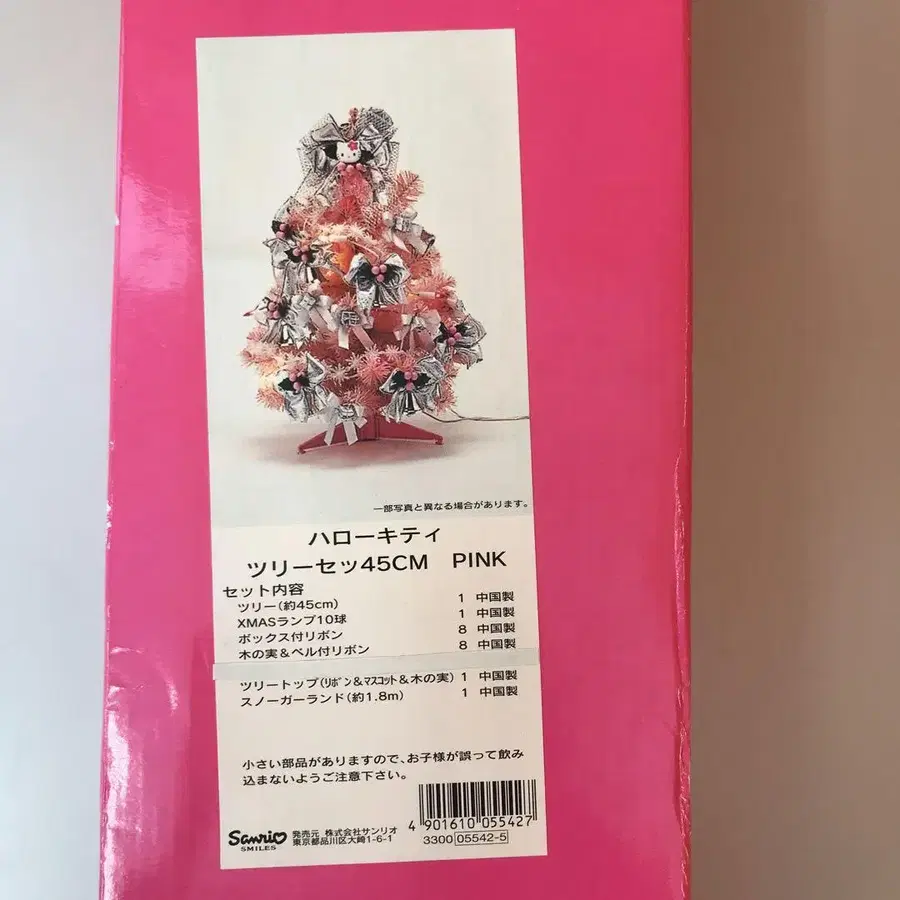 一部写真と異なる場合があります。
ハローキティ
ツリーセッ45CM PINK
セット内容
ツリー(約45cm) 1 中国製
XMASランプ10球 1 中国製
ボックス付リボン 8 中国製
木の実&ベル付リボン 8 中国製
ツリートップ(リボン&マスコット&木の実) 1 中国製
スノーガーランド(約1.8m) 1 中国製
小さい部品がありますので、お子様が誤って飲み
込まないようご注意下さい。
Sanrio
SMILES
発売元 株式会社サンリオ
東京都品川区大崎1-6-1
4 901610 055427
3300 05542-5